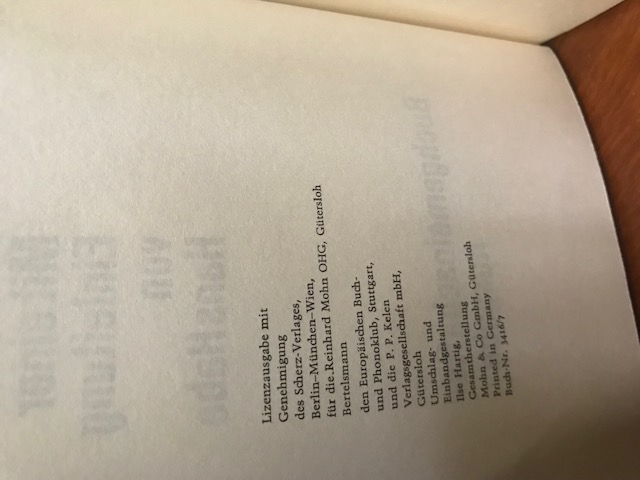 Lizenzausgabe mit
Genehmigung
des Scherz-Verlages,
Berlin–München–Wien,
für die Reinhard Mohn OHG, Gütersloh
Bertelsmann
den Europäischen Buch-
und Phonoklub, Stuttgart,
und die P. P. Kelen
Verlagsgesellschaft mbH,
Gütersloh
Umschlag- und
Einbandgestaltung
Ilse Hartig,
Gesamtherstellung
Mohn & Co GmbH, Gütersloh
Printed in Germany
Buch-Nr. 3416/7